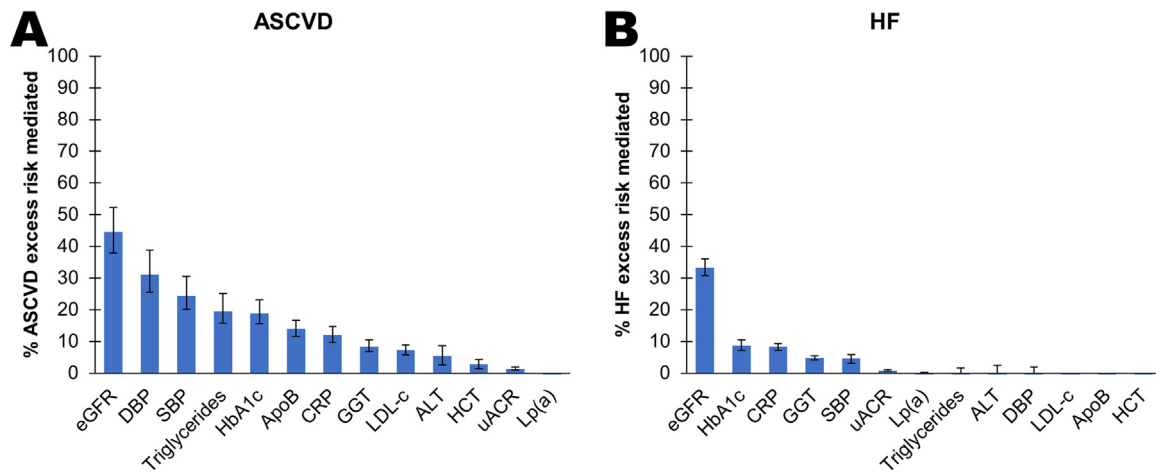 A
ASCVD
% ASCVD excess risk mediated
100
90
80
70
60
50
40
30
20
10
0
eGFR
DBP
SBP
Triglycerides
HbA1c
ApoB
CRP
GGT
LDL-c
ALT
HCT
uACR
Lp(a)
B
HF
% HF excess risk mediated
100
90
80
70
60
50
40
30
20
10
0
eGFR
HbA1c
CRP
GGT
SBP
uACR
Lp(a)
Triglycerides
ALT
DBP
LDL-c
ApoB
HCT